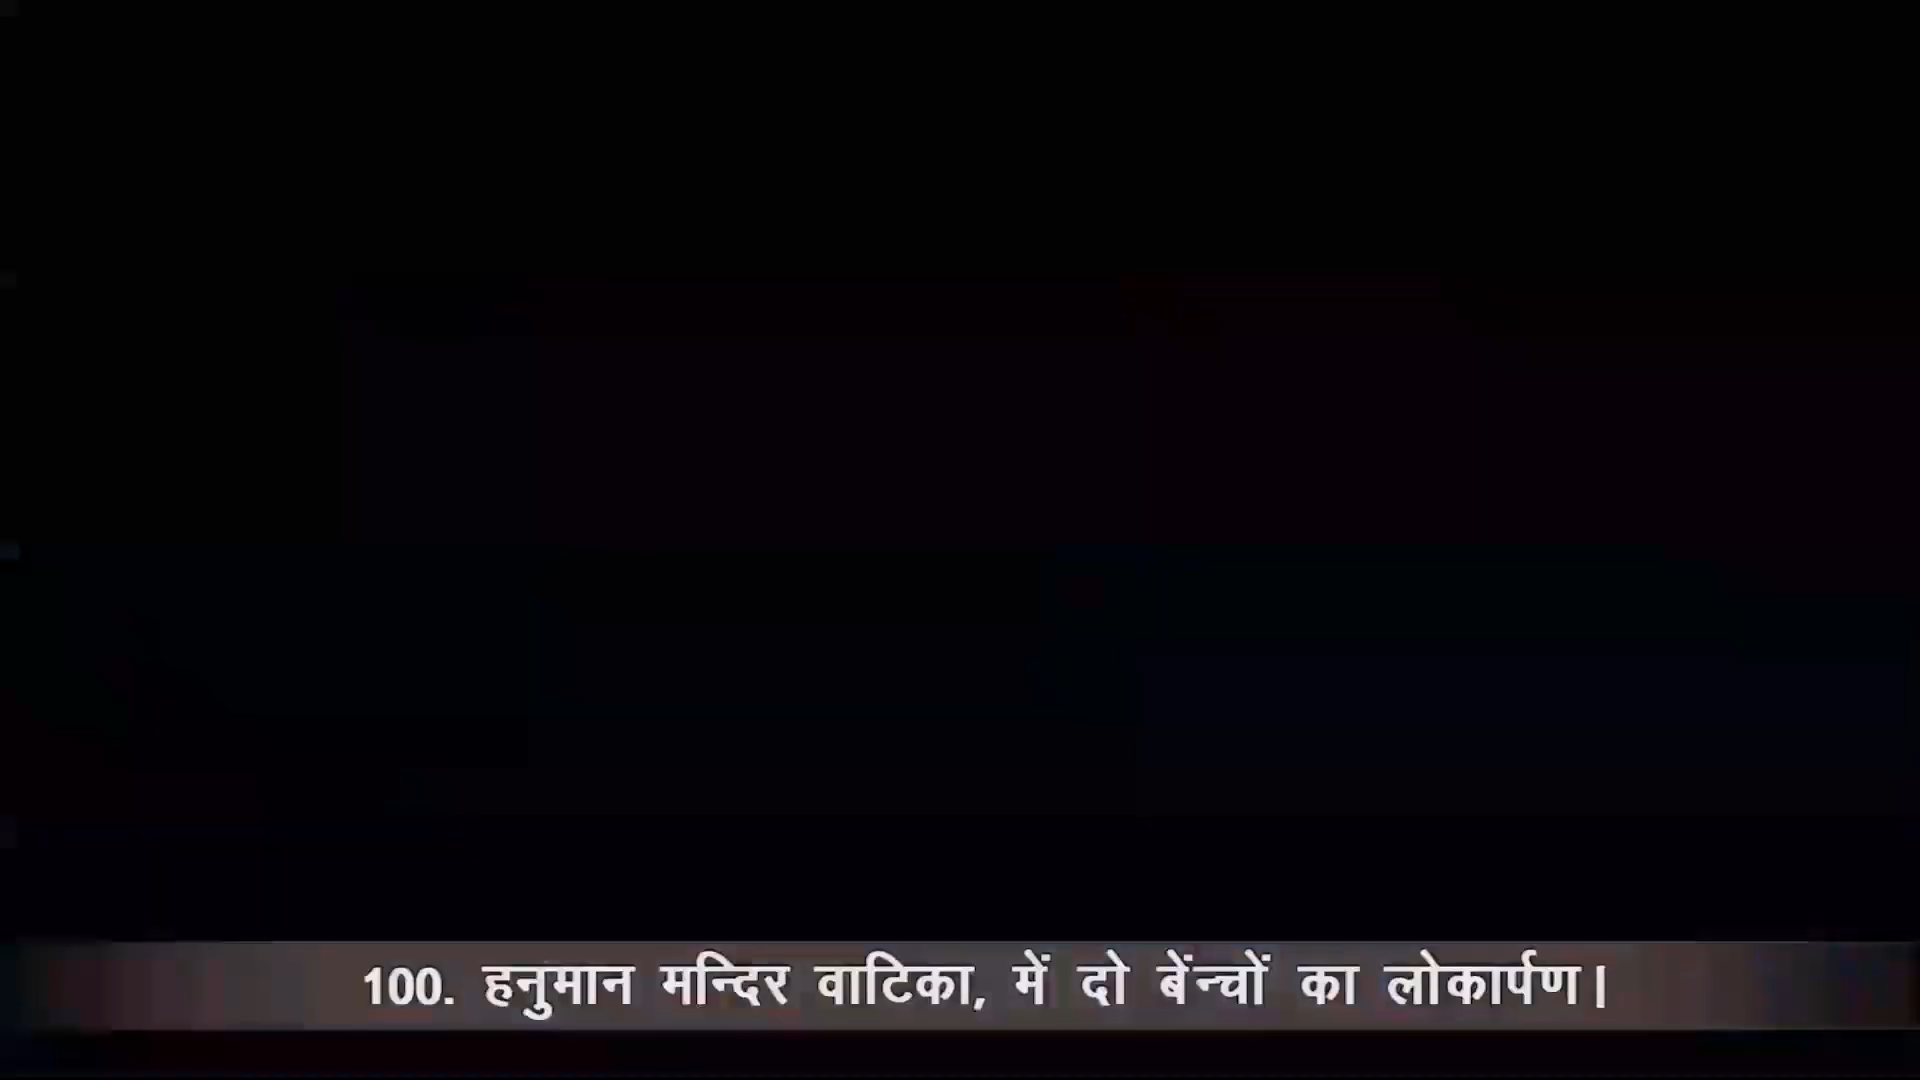 100. हनुमान मन्दिर वाटिका, में दो बेंन्चों का लोकार्पण।